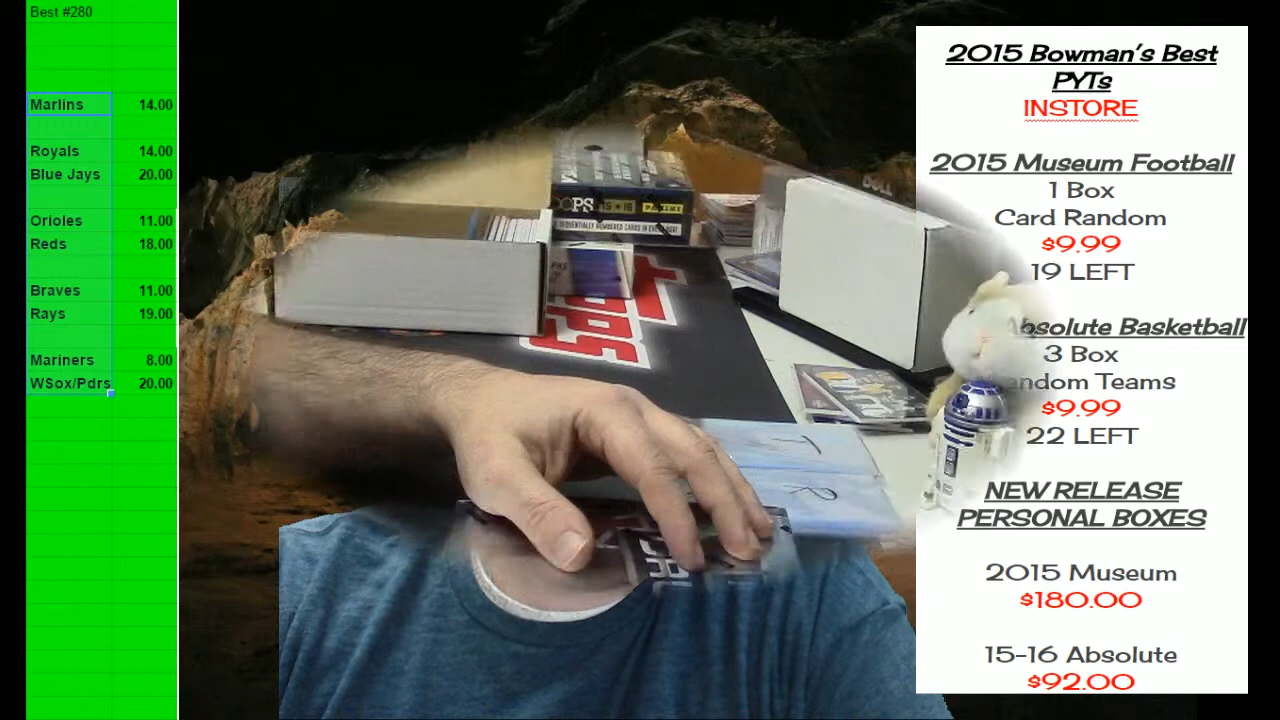 Best #280
Marlins 14.00
Royals 14.00
Blue Jays 20.00
Orioles 11.00
Reds 18.00
Braves 11.00
Rays 19.00
Mariners 8.00
WSox/Pdrs 20.00
OPS 15 16 PANINI
SEQUENTIALLY NUMBERED CARDS IN EVERY BOX!
2015 Bowman's Best
PYTs
INSTORE
2015 Museum Football
1 Box
Card Random
$9.99
19 LEFT
bsolute Basketball
3 Box
andom Teams
$9.99
22 LEFT
NEW RELEASE
PERSONAL BOXES
2015 Museum
$180.00
15-16 Absolute
$92.00